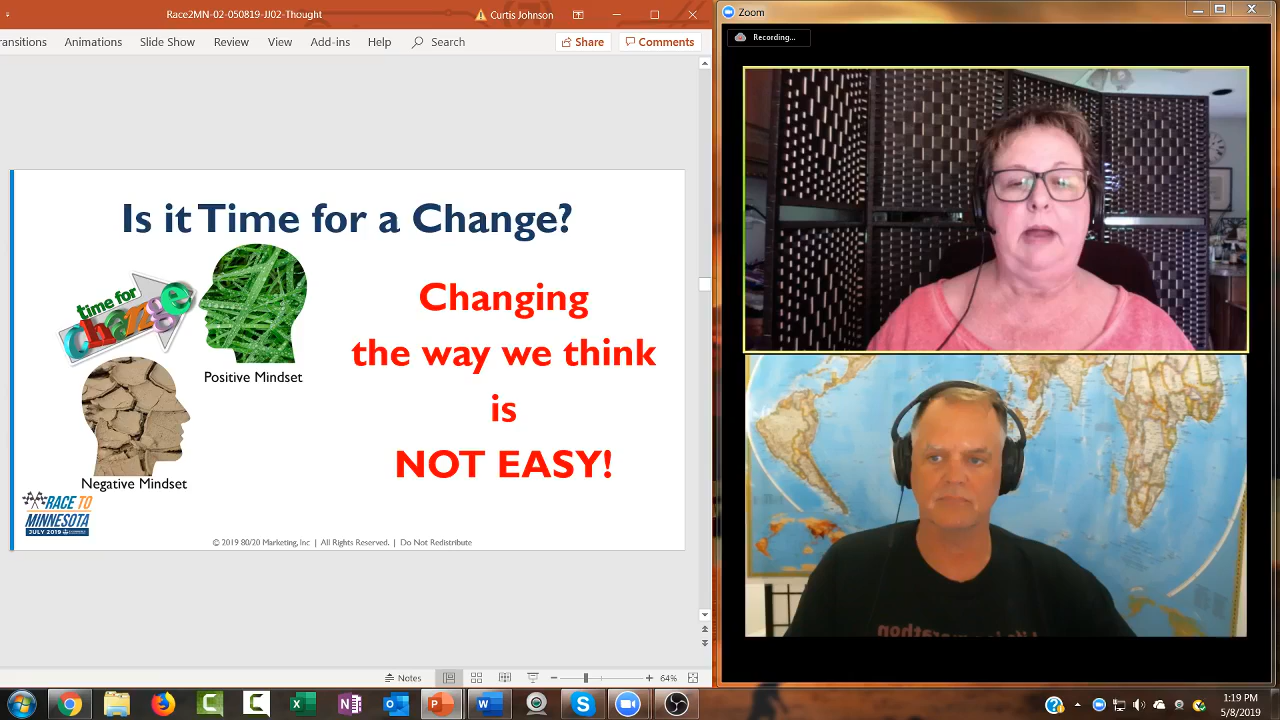 Race2MN-02-050819-JJ02-Thought
Curtis Johnson
ransitions Animations Slide Show Review View Add-ins Help Search Share Comments
Is it Time for a Change?
time for
change
Positive Mindset
Negative Mindset
Changing
the way we think
is
NOT EASY!
RACE TO
MINNESOTA
JULY 2019
© 2019 80/20 Marketing, Inc | All Rights Reserved. | Do Not Redistribute
Notes
64%
Zoom
Recording...
1:19 PM
5/8/2019